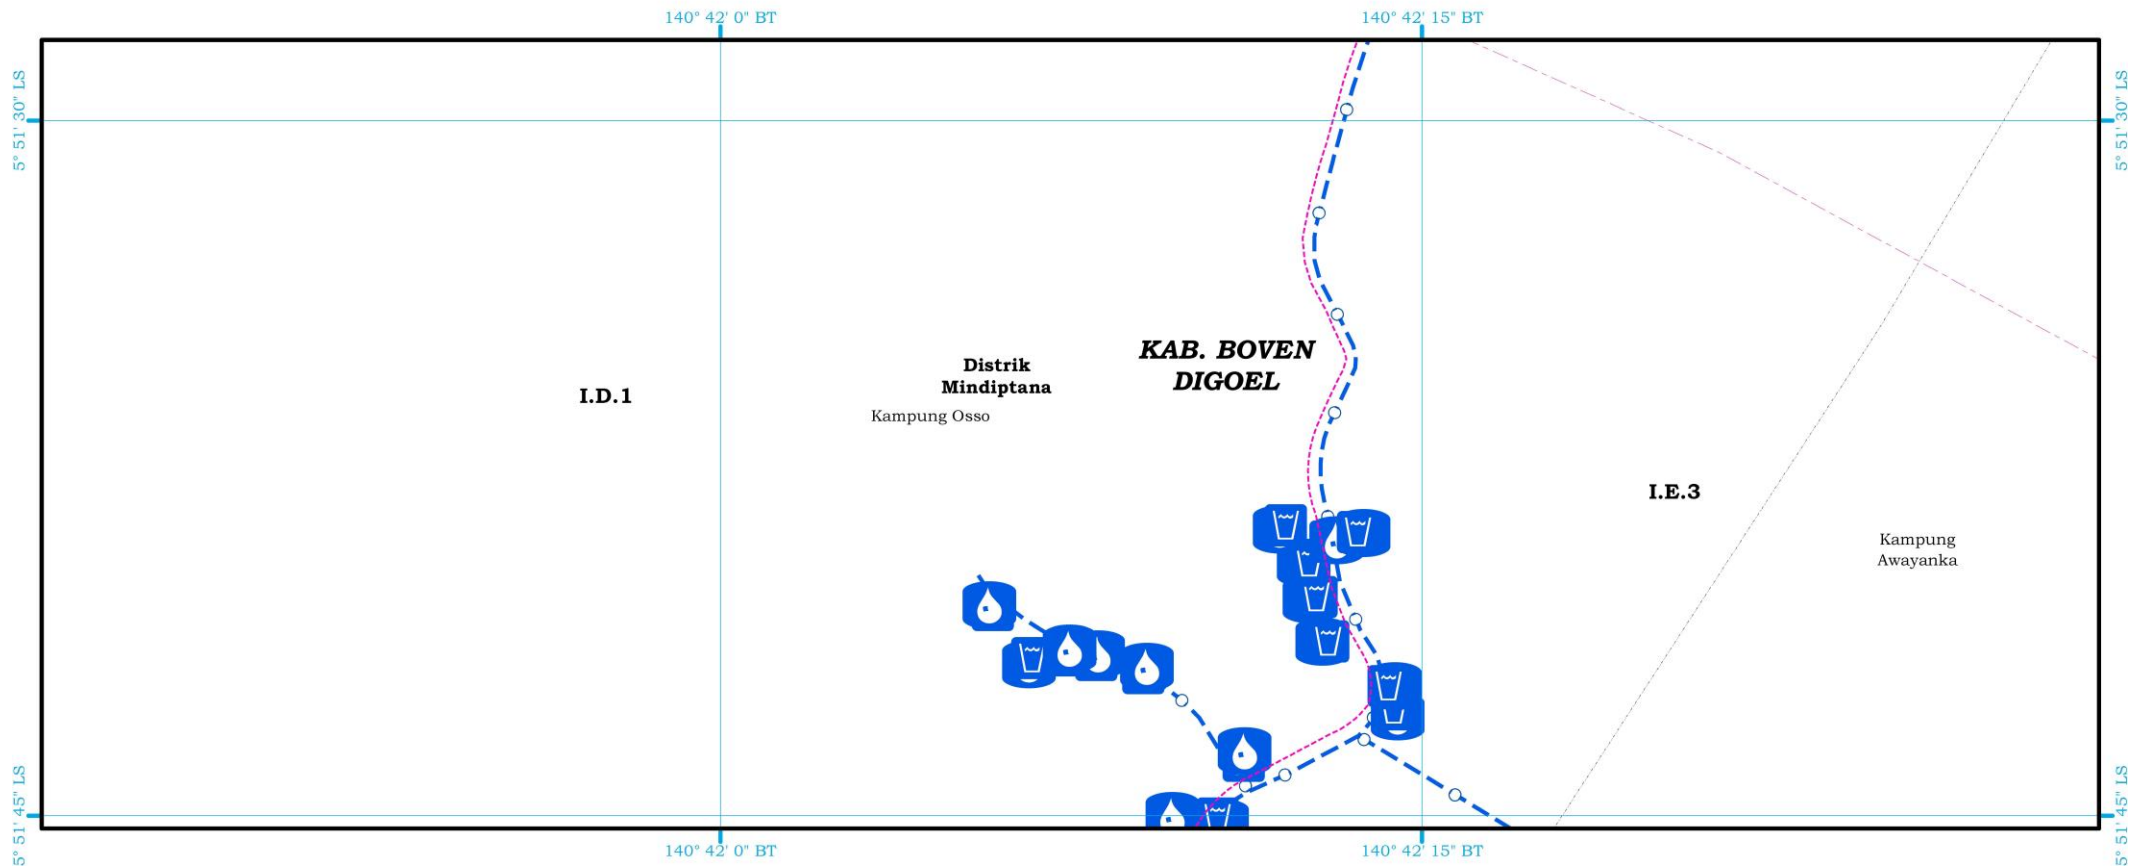 140° 42' 0" BT
140° 42' 15" BT
5° 51' 30" LS
5° 51' 30" LS
KAB. BOVEN
DIGOEL
Distrik
Mindiptana
I.D.1
Kampung Osso
I.E.3
Kampung
Awayanka
5° 51' 45" LS
5° 51' 45" LS
140° 42' 0" BT
140° 42' 15" BT